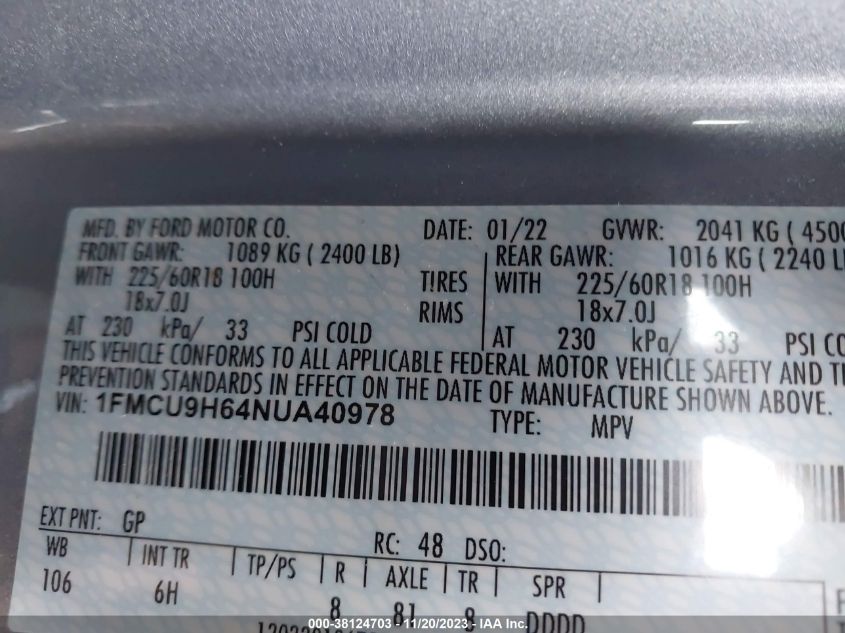 MFD. BY FORD MOTOR CO. DATE: 01/22 GVWR: 2041 KG ( 4500
FRONT GAWR: 1089 KG ( 2400 LB) REAR GAWR: 1016 KG ( 2240 L
WITH 225/60R18 100H TIRES WITH 225/60R18 100H
18x7.0J RIMS 18x7.0J
AT 230 kPa/ 33 PSI COLD AT 230 kPa/ 33 PSI CO
THIS VEHICLE CONFORMS TO ALL APPLICABLE FEDERAL MOTOR VEHICLE SAFETY AND T
PREVENTION STANDARDS IN EFFECT ON THE DATE OF MANUFACTURE SHOWN ABOVE.
VIN: 1FMCU9H64NUA40978 TYPE: MPV
EXT PNT: GP RC: 48 DSO:
WB INT TR TP/PS R AXLE TR SPR
106 6H 8 81 8 DDDD
000-38124703 - 11/20/2023 - IAAI.COM